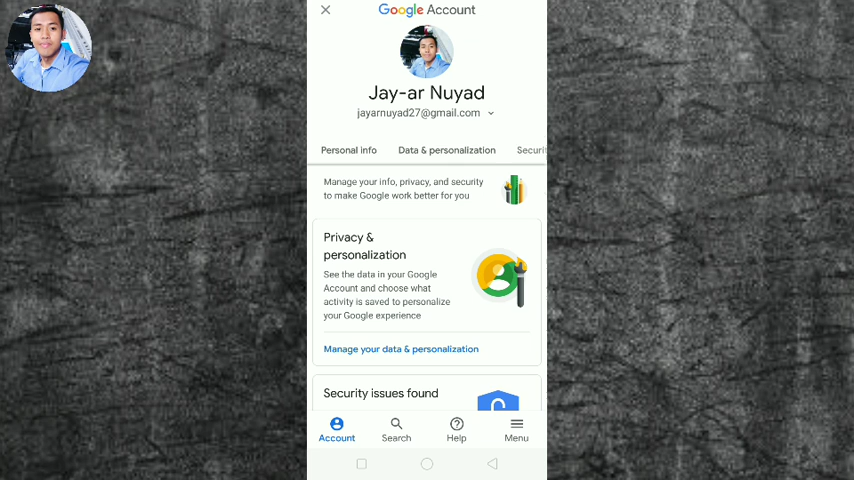 Google Account
Jay-ar Nuyad
jayarnuyad27@gmail.com
Personal info Data & personalization Securi
Manage your info, privacy, and security
to make Google work better for you
Privacy &
personalization
See the data in your Google
Account and choose what
activity is saved to personalize
your Google experience
Manage your data & personalization
Security issues found
Account Search Help Menu